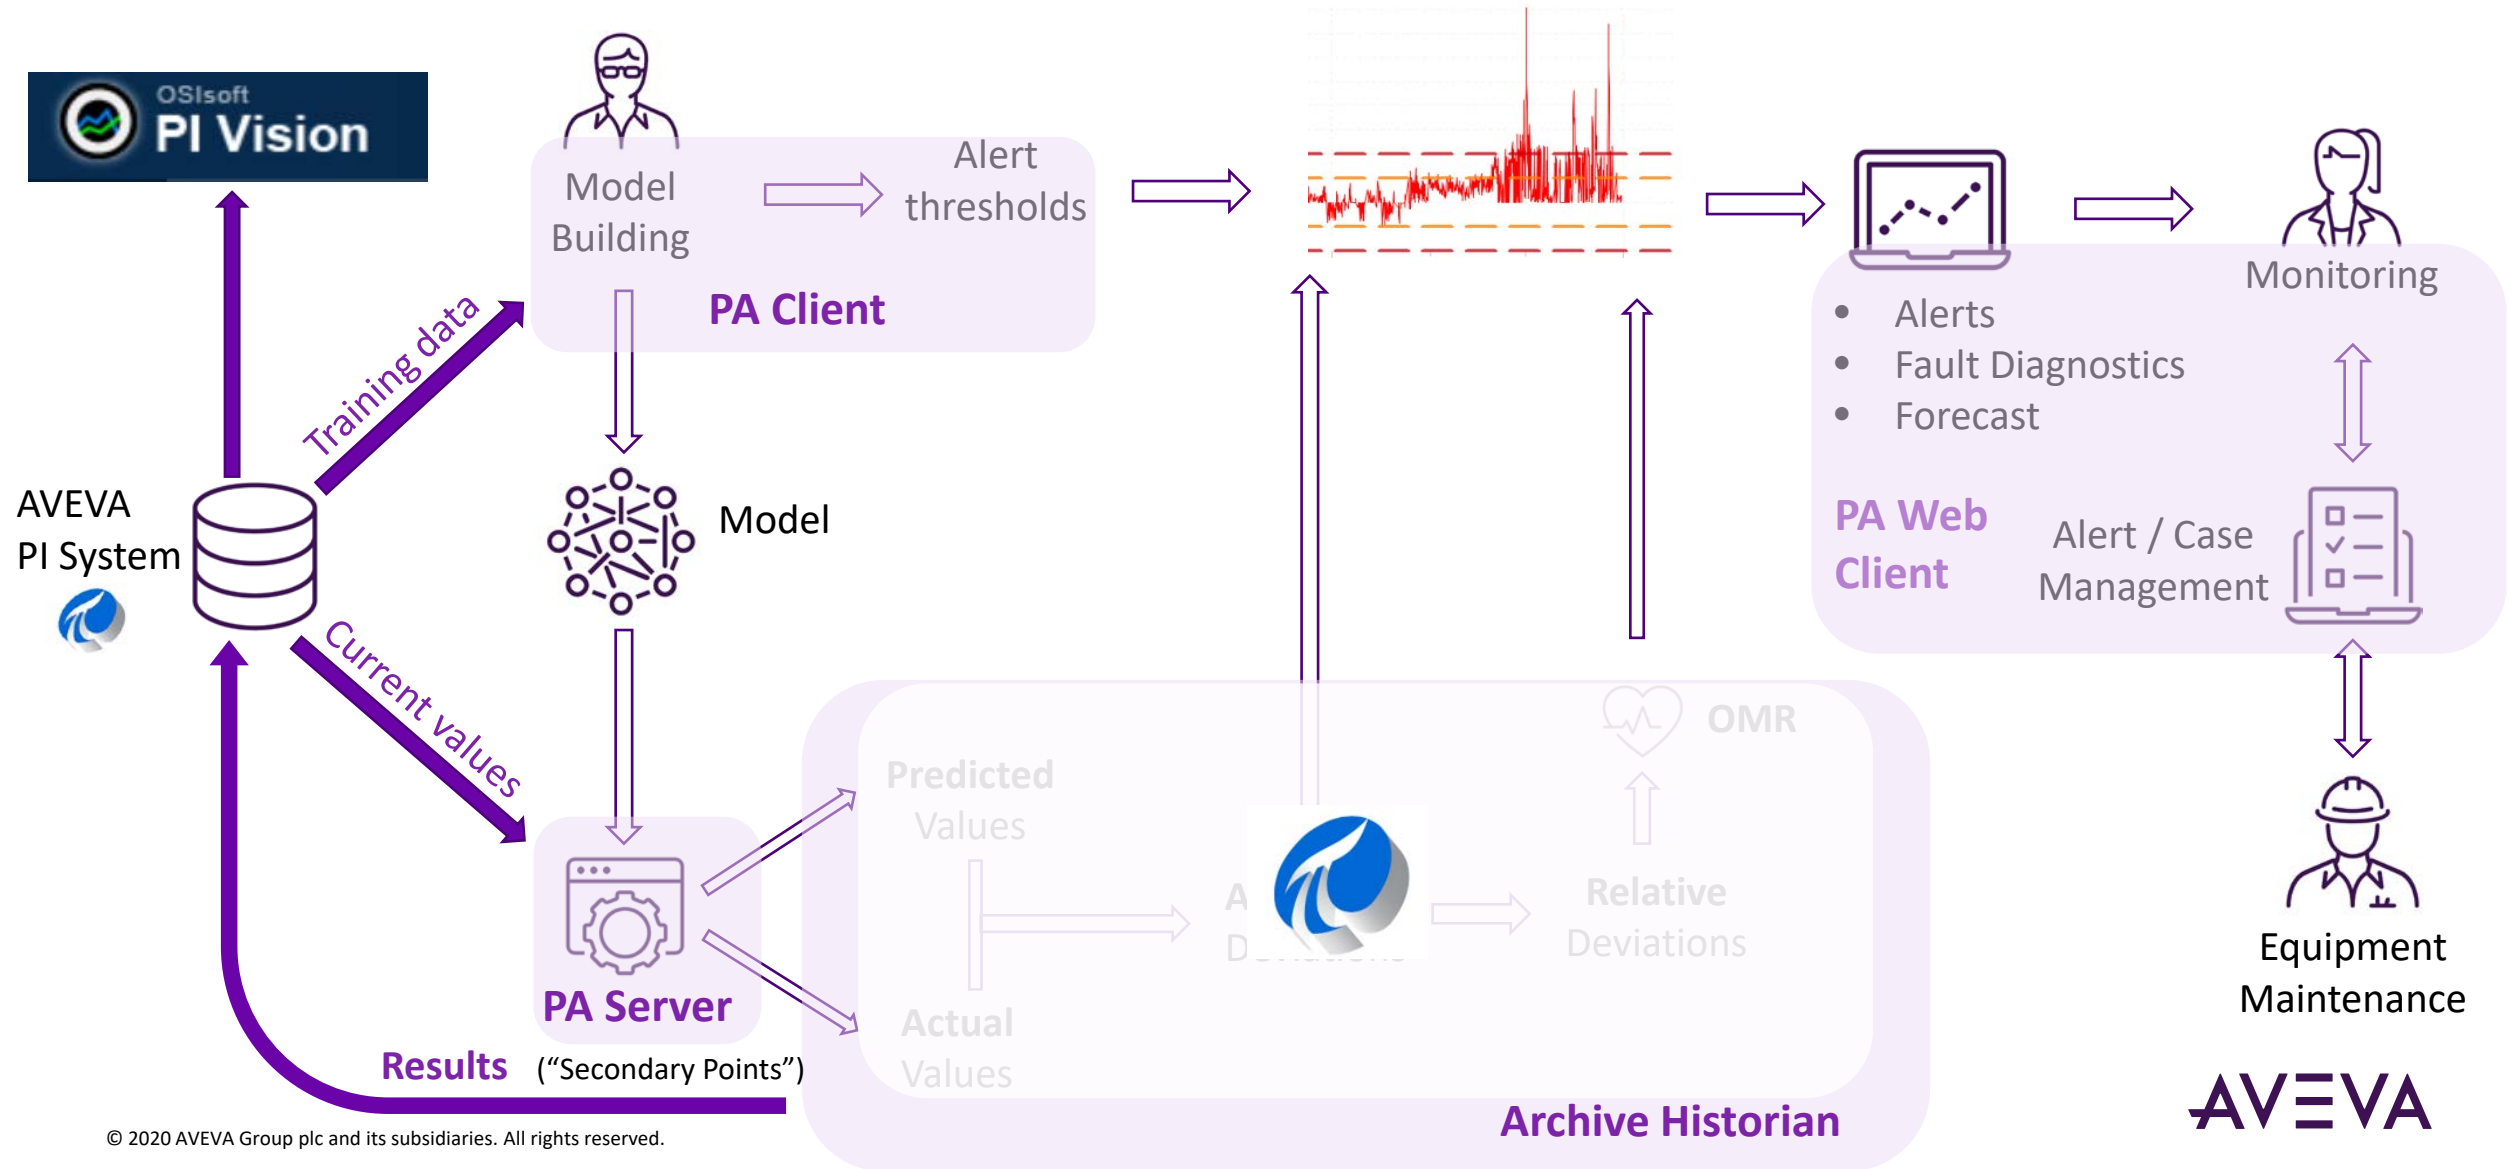 OSIsoft
PI Vision
Model
Building
Alert
thresholds
PA Client
Training data
AVEVA
PI System
Model
Current values
PA Server
Results ("Secondary Points")
Predicted
Values
Actual
Values
Relative
Deviations
OMR
Archive Historian
Monitoring
• Alerts
• Fault Diagnostics
• Forecast
PA Web
Client
Alert / Case
Management
Equipment
Maintenance
AVEVA
© 2020 AVEVA Group plc and its subsidiaries. All rights reserved.